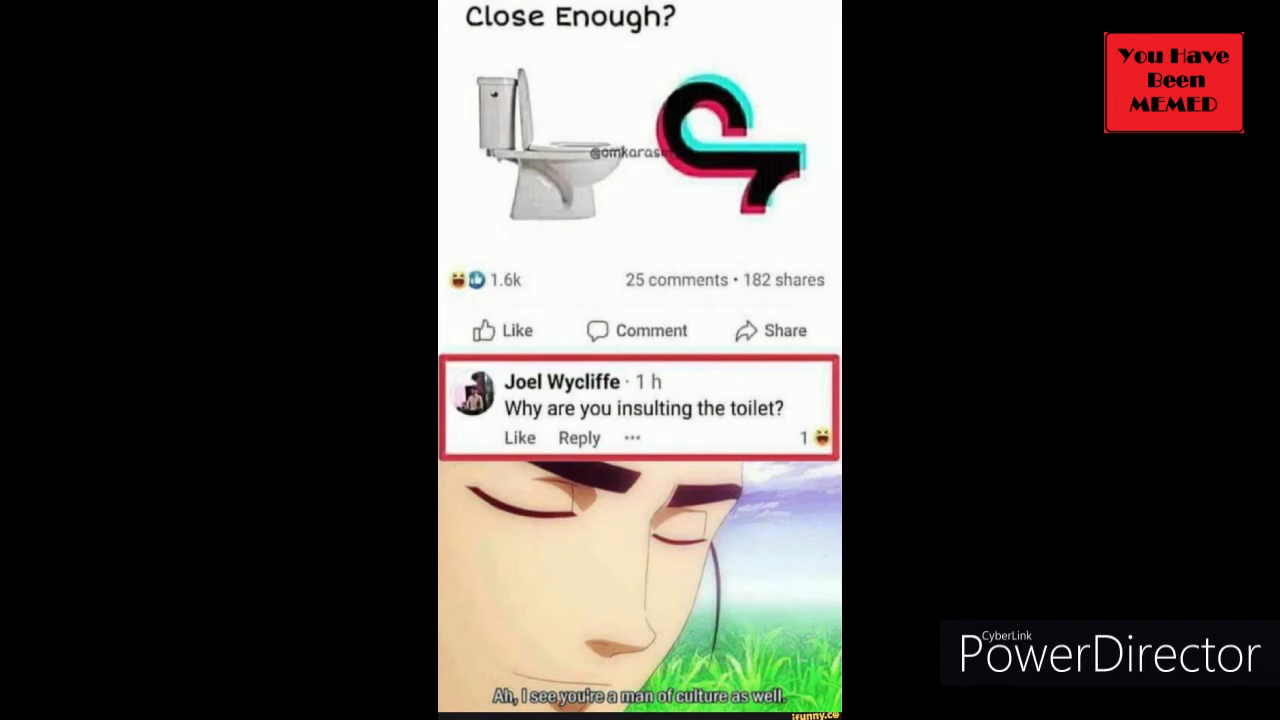 Close Enough?
You Have
Been
MEMED
1.6k
25 comments • 182 shares
Like
Comment
Share
Joel Wycliffe · 1 h
Why are you insulting the toilet?
Like Reply ···
1
CyberLink
PowerDirector
Ah, I see you're a man of culture as well.
ifunny.co